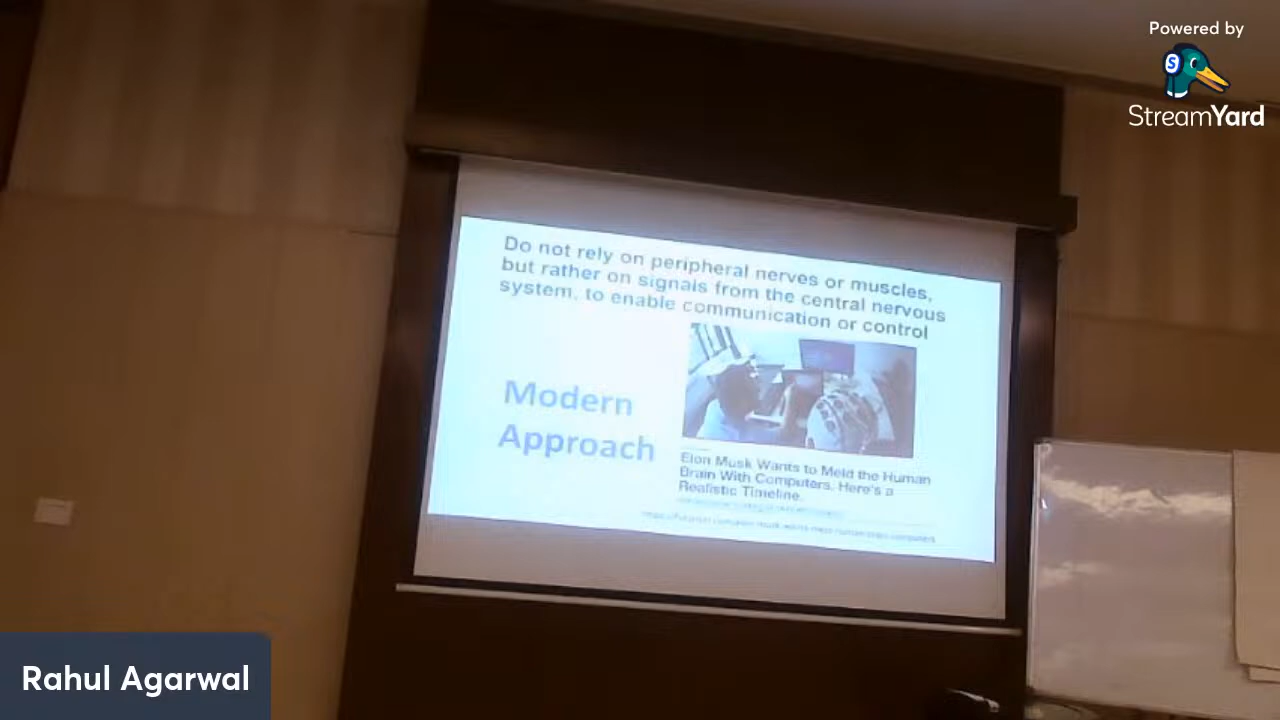 Powered by
StreamYard
Do not rely on peripheral nerves or muscles,
but rather on signals from the central nervous
system, to enable communication or control
Modern
Approach
Elon Musk Wants to Meld the Human
Brain With Computers. Here's a
Realistic Timeline.
Rahul Agarwal